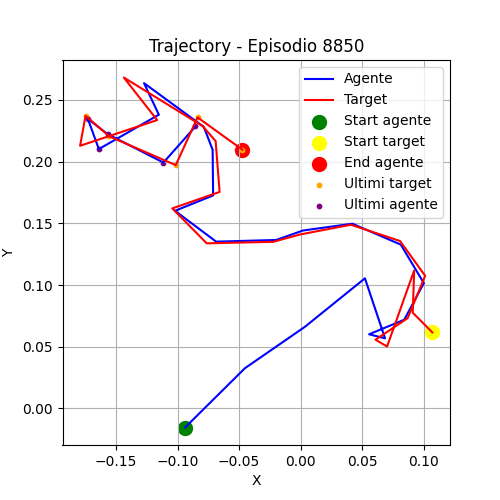 Trajectory - Episodio 8850
Agente
Target
Start agente
Start target
End agente
Ultimi target
Ultimi agente
0.25
0.20
0.15
0.10
0.05
0.00
Y
−0.15
−0.10
−0.05
0.00
0.05
0.10
X